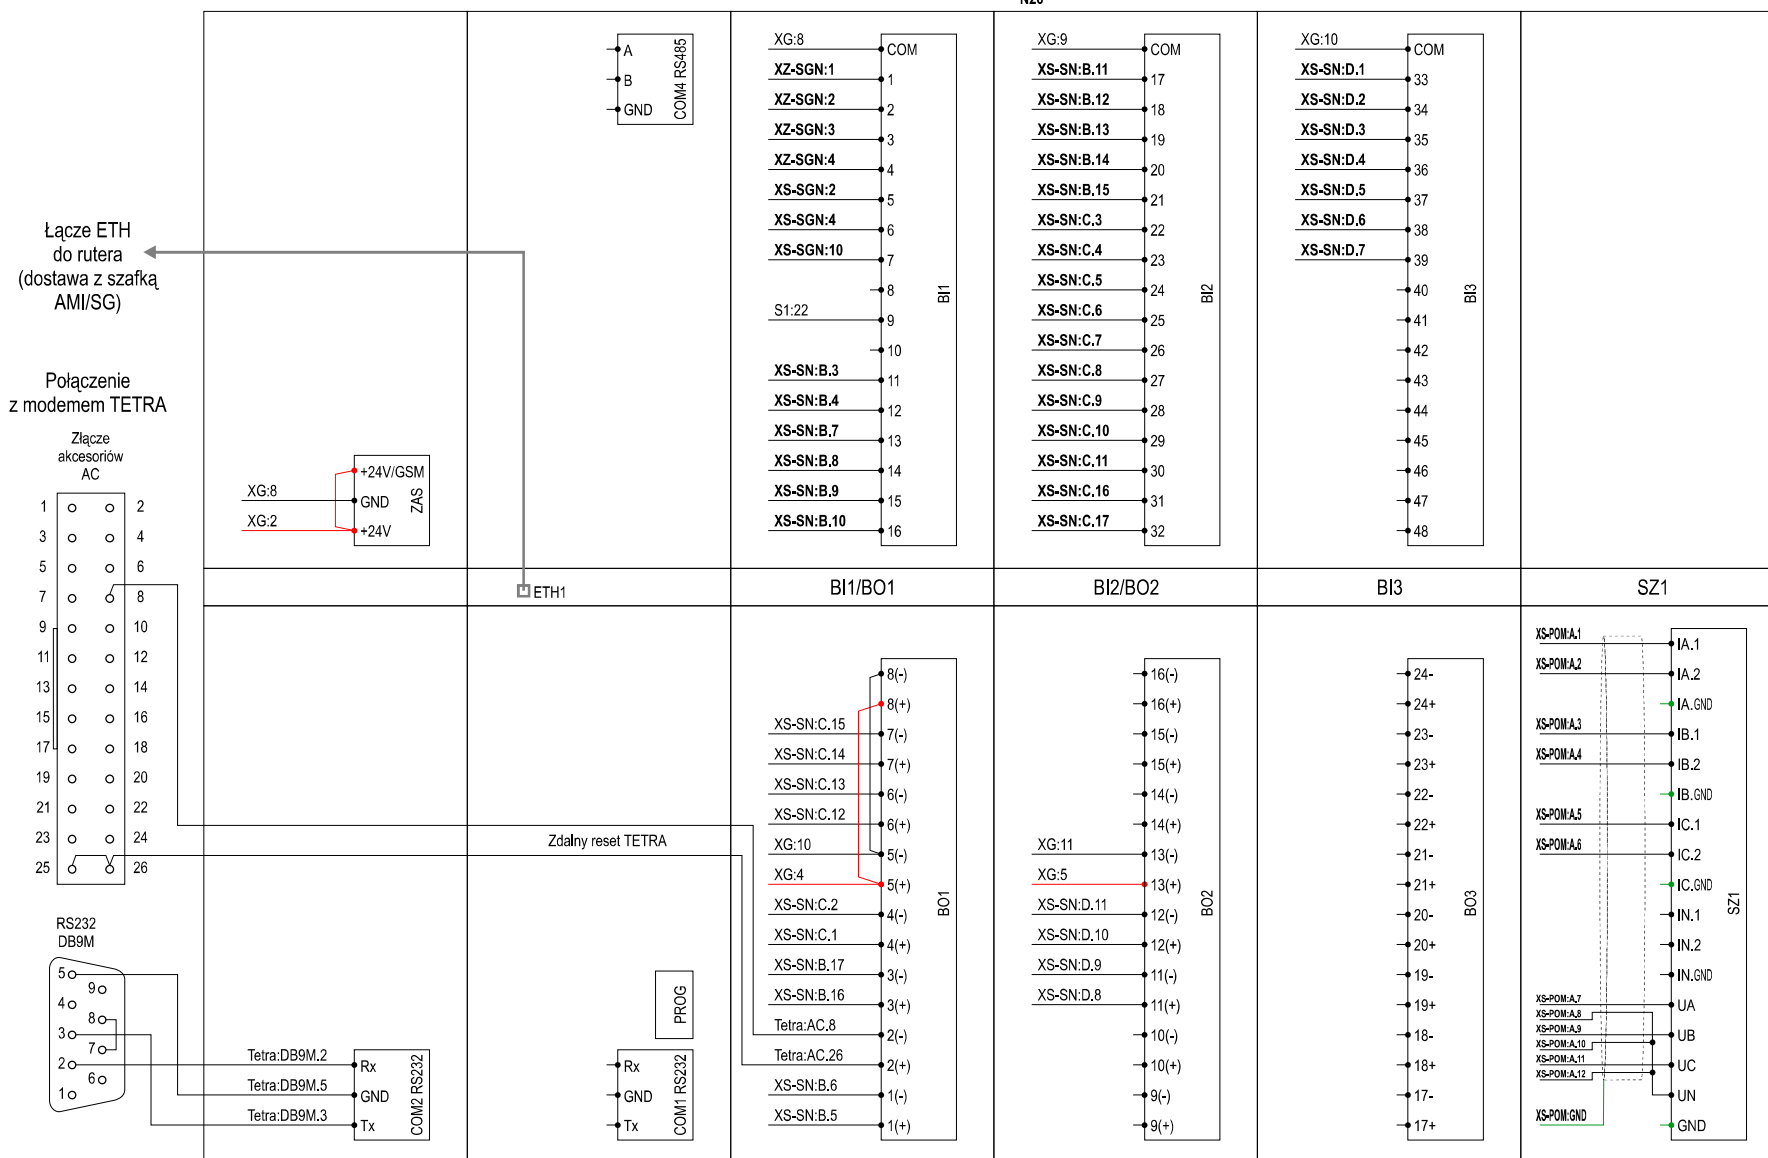 N20
Łącze ETH
do rutera
(dostawa z szafką
AMI/SG)
Połączenie
z modemem TETRA
Złącze
akcesoriów
AC
1 2
3 4
5 6
7 8
9 10
11 12
13 14
15 16
17 18
19 20
21 22
23 24
25 26
RS232
DB9M
5
9
4
8
3
7
2
6
1
XG:8
XG:2
+24V/GSM
GND
+24V
ZAS
A
B
GND
COM4 RS485
ETH1
XG:8 COM
XZ-SGN:1 1
XZ-SGN:2 2
XZ-SGN:3 3
XZ-SGN:4 4
XS-SGN:2 5
XS-SGN:4 6
XS-SGN:10 7
8
S1:22 9
10
XS-SN:B.3 11
XS-SN:B.4 12
XS-SN:B.7 13
XS-SN:B.8 14
XS-SN:B.9 15
XS-SN:B.10 16
BI1
XG:9 COM
XS-SN:B.11 17
XS-SN:B.12 18
XS-SN:B.13 19
XS-SN:B.14 20
XS-SN:B.15 21
XS-SN:C.3 22
XS-SN:C.4 23
XS-SN:C.5 24
XS-SN:C.6 25
XS-SN:C.7 26
XS-SN:C.8 27
XS-SN:C.9 28
XS-SN:C.10 29
XS-SN:C.11 30
XS-SN:C.16 31
XS-SN:C.17 32
BI2
XG:10 COM
XS-SN:D.1 33
XS-SN:D.2 34
XS-SN:D.3 35
XS-SN:D.4 36
XS-SN:D.5 37
XS-SN:D.6 38
XS-SN:D.7 39
40
41
42
43
44
45
46
47
48
BI3
BI1/BO1
BI2/BO2
BI3
SZ1
Zdalny reset TETRA
Tetra:DB9M.2 Rx
Tetra:DB9M.5 GND
Tetra:DB9M.3 Tx
COM2 RS232
PROG
Rx
GND
Tx
COM1 RS232
8(-)
8(+)
XS-SN:C.15 7(-)
XS-SN:C.14 7(+)
XS-SN:C.13 6(-)
XS-SN:C.12 6(+)
XG:10 5(-)
XG:4 5(+)
XS-SN:C.2 4(-)
XS-SN:C.1 4(+)
XS-SN:B.17 3(-)
XS-SN:B.16 3(+)
Tetra:AC.8 2(-)
Tetra:AC.26 2(+)
XS-SN:B.6 1(-)
XS-SN:B.5 1(+)
BO1
16(-)
16(+)
15(-)
15(+)
14(-)
14(+)
XG:11 13(-)
XG:5 13(+)
XS-SN:D.11 12(-)
XS-SN:D.10 12(+)
XS-SN:D.9 11(-)
XS-SN:D.8 11(+)
10(-)
10(+)
9(-)
9(+)
BO2
24-
24+
23-
23+
22-
22+
21-
21+
20-
20+
19-
19+
18-
18+
17-
17+
BO3
XS-POM:A.1 IA.1
XS-POM:A.2 IA.2
IA.GND
XS-POM:A.3 IB.1
XS-POM:A.4 IB.2
IB.GND
XS-POM:A.5 IC.1
XS-POM:A.6 IC.2
IC.GND
IN.1
IN.2
IN.GND
XS-POM:A.7 UA
XS-POM:A.8
XS-POM:A.9 UB
XS-POM:A.10
XS-POM:A.11 UC
XS-POM:A.12
UN
XS-POM:GND GND
SZ1